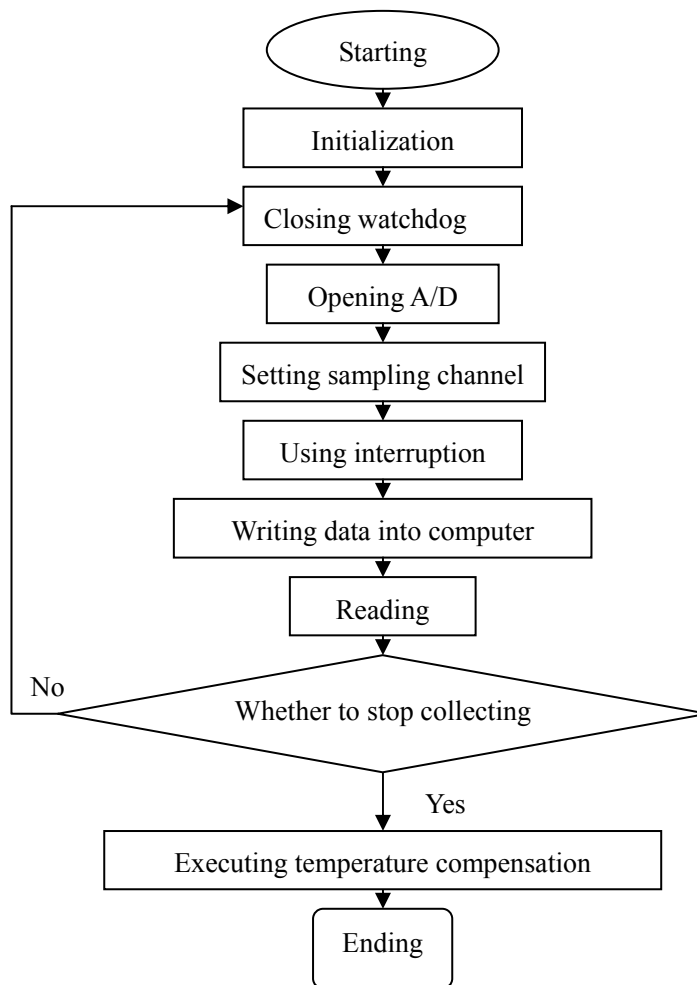 Starting
Initialization
Closing watchdog
Opening A/D
Setting sampling channel
Using interruption
Writing data into computer
Reading
No
Whether to stop collecting
Yes
Executing temperature compensation
Ending